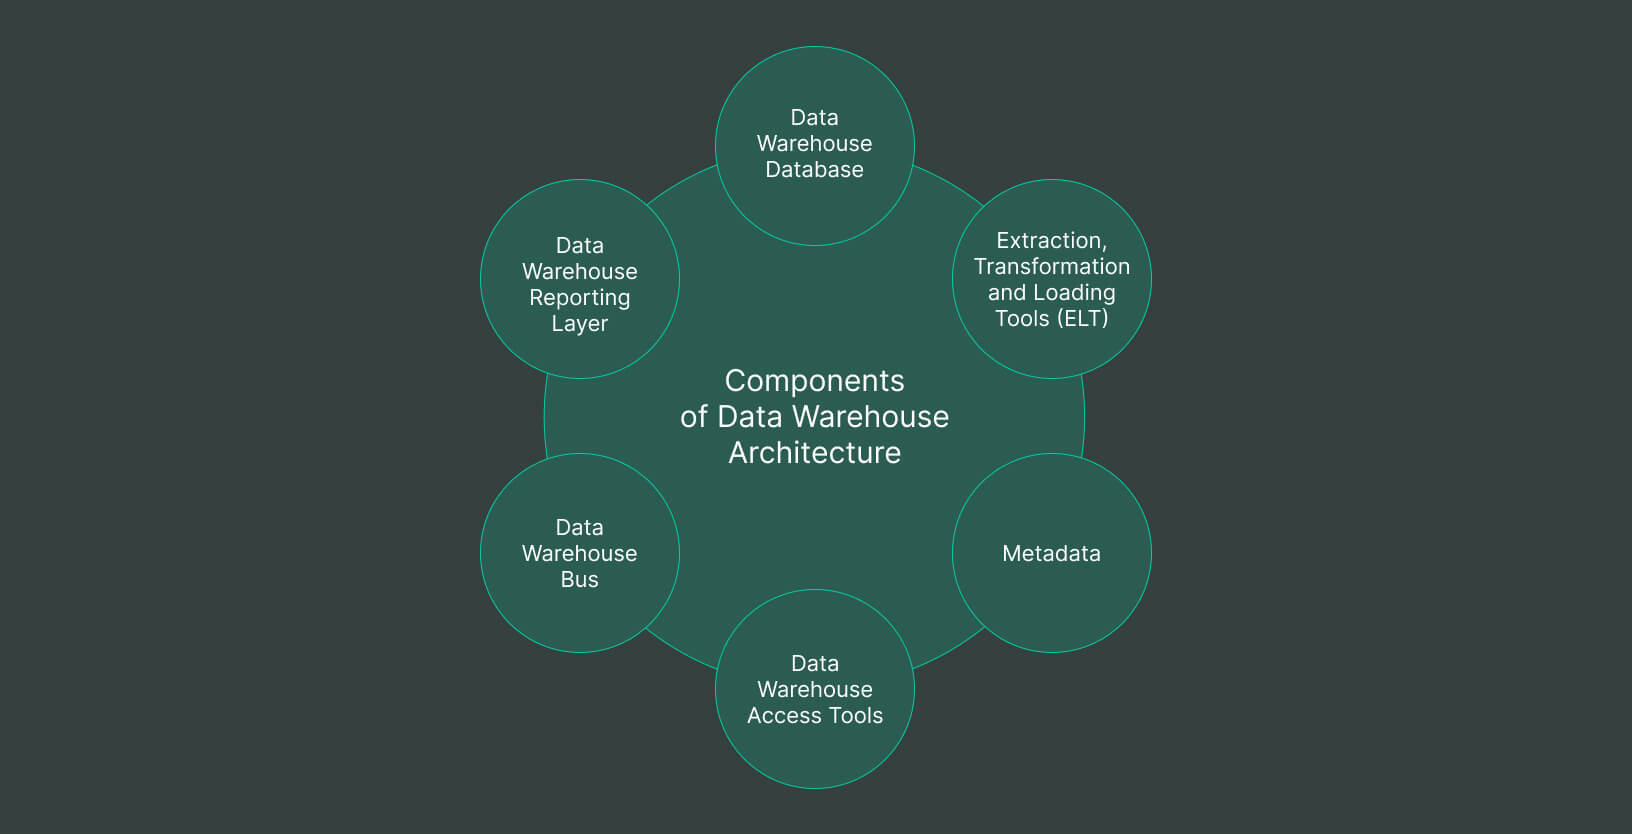 Data
Warehouse
Database
Extraction,
Transformation
and Loading
Tools (ELT)
Data
Warehouse
Reporting
Layer
Components
of Data Warehouse
Architecture
Data
Warehouse
Bus
Metadata
Data
Warehouse
Access Tools